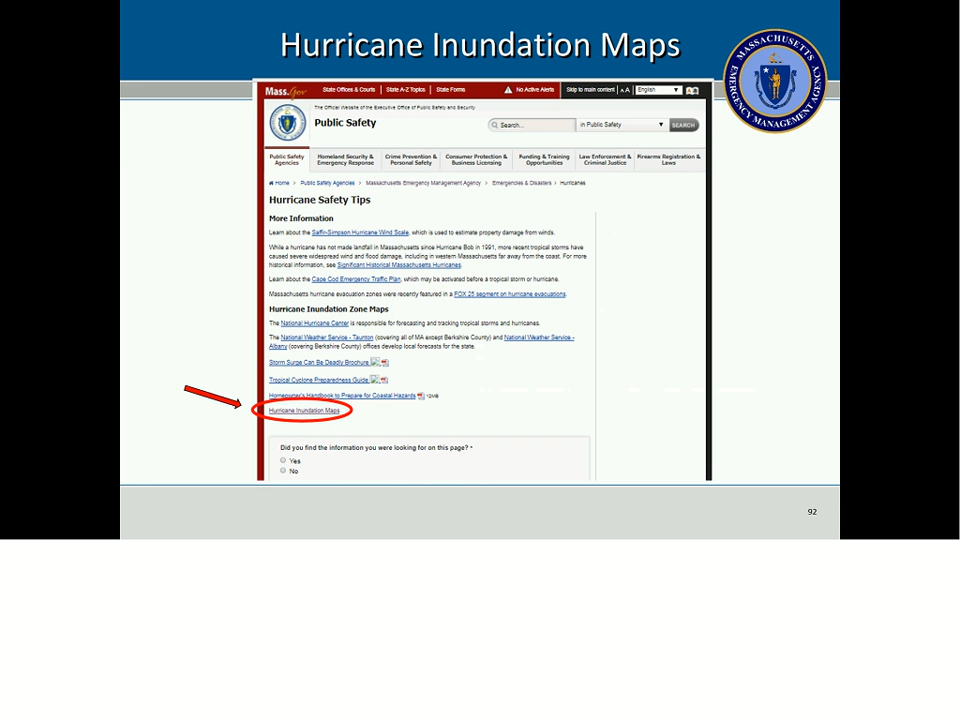 Hurricane Inundation Maps
MASSACHUSETTS
EMERGENCY MANAGEMENT AGENCY
Mass.Gov State Offices & Courts State A-Z Topics State Forms No Active Alerts Skip to main content A A English
The Official Website of the Executive Office of Public Safety and Security
Public Safety
Search... in Public Safety SEARCH
Public Safety Agencies
Homeland Security & Emergency Response
Crime Prevention & Personal Safety
Consumer Protection & Business Licensing
Funding & Training Opportunities
Law Enforcement & Criminal Justice
Firearms Registration & Laws
Home > Public Safety Agencies > Massachusetts Emergency Management Agency > Emergencies & Disasters > Hurricanes
Hurricane Safety Tips
More Information
Learn about the Saffir-Simpson Hurricane Wind Scale, which is used to estimate property damage from winds.
While a hurricane has not made landfall in Massachusetts since Hurricane Bob in 1991, more recent tropical storms have
caused severe widespread wind and flood damage, including in western Massachusetts far away from the coast. For more
historical information, see Significant Historical Massachusetts Hurricanes.
Learn about the Cape Cod Emergency Traffic Plan, which may be activated before a tropical storm or hurricane.
Massachusetts hurricane evacuation zones were recently featured in a FOX 25 segment on hurricane evacuations.
Hurricane Inundation Zone Maps
The National Hurricane Center is responsible for forecasting and tracking tropical storms and hurricanes.
The National Weather Service - Taunton (covering all of MA except Berkshire County) and National Weather Service -
Albany (covering Berkshire County) offices develop local forecasts for the state.
Storm Surge Can Be Deadly Brochure
Tropical Cyclone Preparedness Guide
Homeowner's Handbook to Prepare for Coastal Hazards 12MB
Hurricane Inundation Maps
Did you find the information you were looking for on this page? *
Yes
No
92